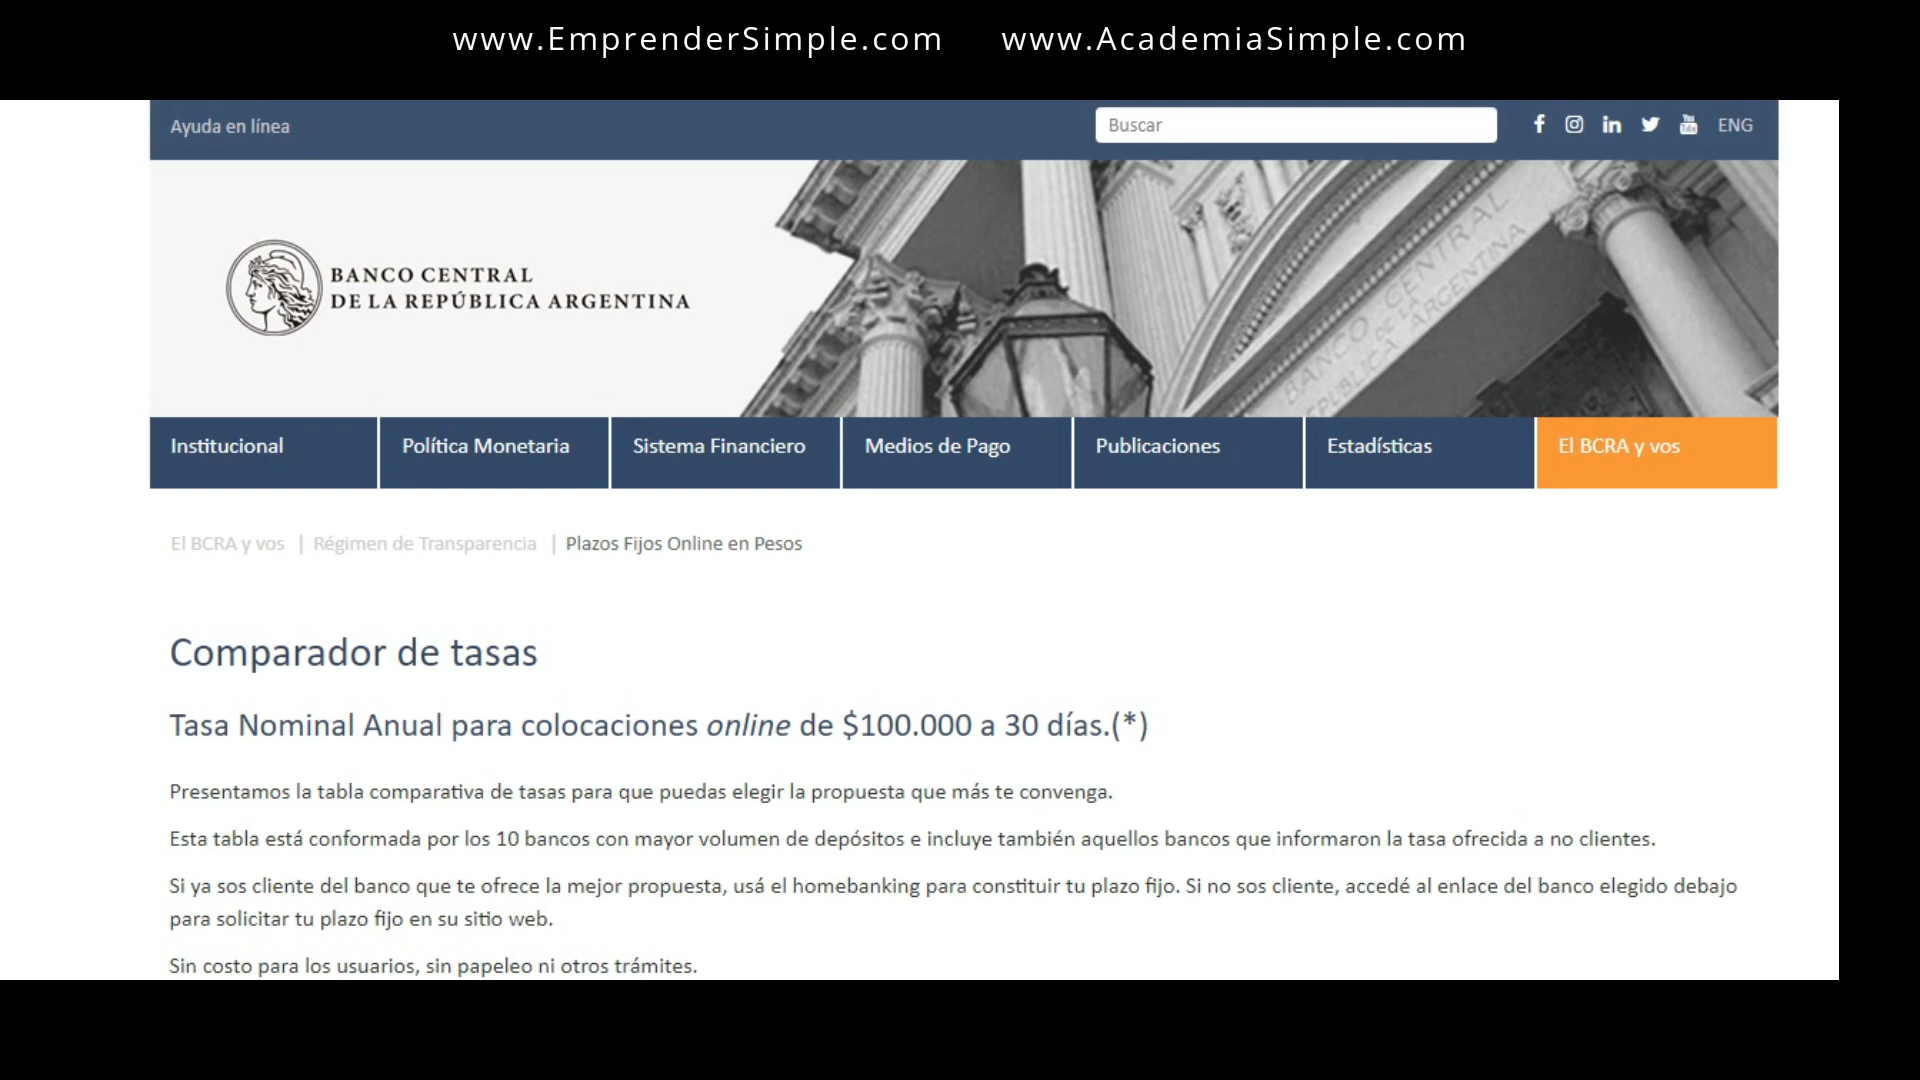 www.EmprenderSimple.com www.AcademiaSimple.com
Ayuda en línea
Buscar
ENG
BANCO CENTRAL
DE LA REPÚBLICA ARGENTINA
BANCO CENTRAL
DE LA
REPUBLICA ARGENTINA
Institucional
Política Monetaria
Sistema Financiero
Medios de Pago
Publicaciones
Estadísticas
El BCRA y vos
El BCRA y vos | Régimen de Transparencia | Plazos Fijos Online en Pesos
Comparador de tasas
Tasa Nominal Anual para colocaciones online de $100.000 a 30 días.(*)
Presentamos la tabla comparativa de tasas para que puedas elegir la propuesta que más te convenga.
Esta tabla está conformada por los 10 bancos con mayor volumen de depósitos e incluye también aquellos bancos que informaron la tasa ofrecida a no clientes.
Si ya sos cliente del banco que te ofrece la mejor propuesta, usá el homebanking para constituir tu plazo fijo. Si no sos cliente, accedé al enlace del banco elegido debajo
para solicitar tu plazo fijo en su sitio web.
Sin costo para los usuarios, sin papeleo ni otros trámites.